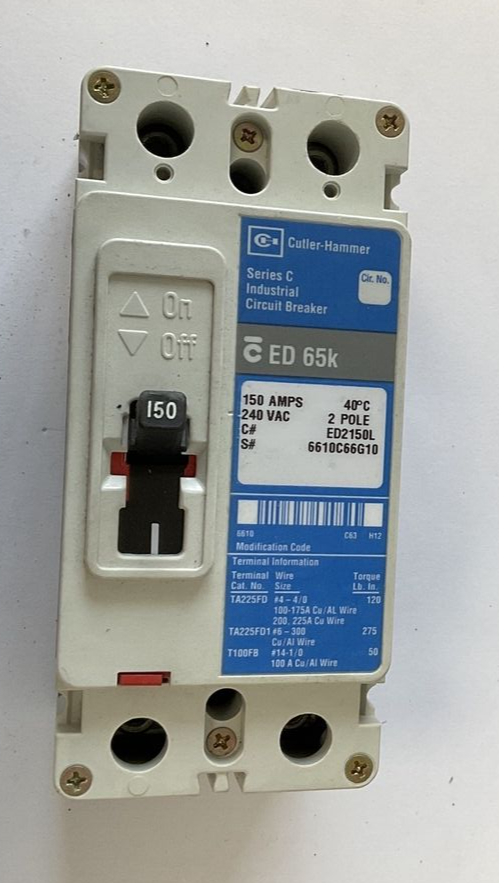 △ On
▽ Off
150
Cutler-Hammer
Series C
Industrial
Circuit Breaker
Cir. No.
C ED 65k
150 AMPS 40°C
240 VAC 2 POLE
C# ED2150L
S# 6610C66G10
6610 C63 H12
Modification Code
Terminal Information
Terminal Wire Torque
Cat. No. Size Lb. In.
TA225FD #4-4/0 120
100-175A Cu/AL Wire
200, 225A Cu Wire
TA225FD1 #6-300 275
Cu/Al Wire
T100FB #14-1/0 50
100 A Cu/Al Wire